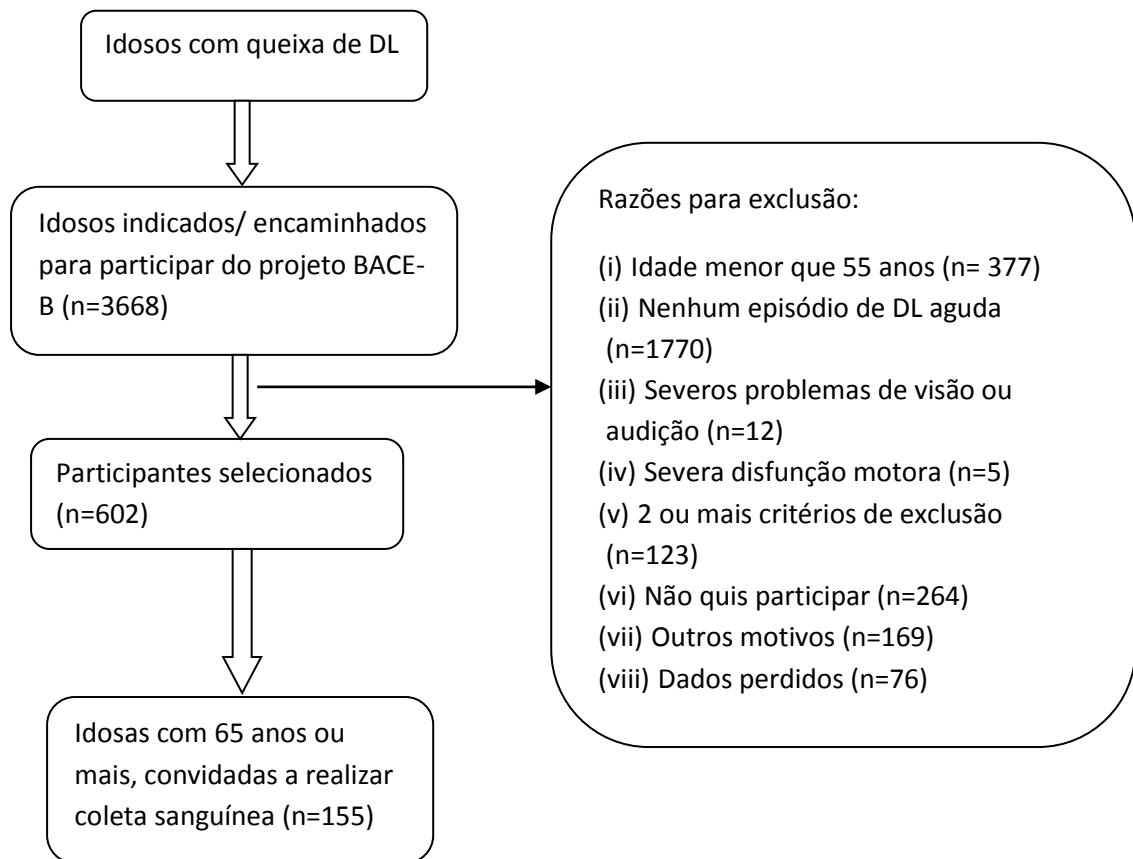 Idosos com queixa de DL
Idosos indicados/ encaminhados
para participar do projeto BACE-
B (n=3668)
Participantes selecionados
(n=602)
Idosas com 65 anos ou
mais, convidadas a realizar
coleta sanguínea (n=155)
Razões para exclusão:
(i) Idade menor que 55 anos (n= 377)
(ii) Nenhum episódio de DL aguda
(n=1770)
(iii) Severos problemas de visão ou
audição (n=12)
(iv) Severa disfunção motora (n=5)
(v) 2 ou mais critérios de exclusão
(n=123)
(vi) Não quis participar (n=264)
(vii) Outros motivos (n=169)
(viii) Dados perdidos (n=76)